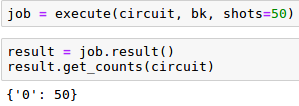 job = execute(circuit, bk, shots=50)
result = job.result()
result.get_counts(circuit)
{'0': 50}